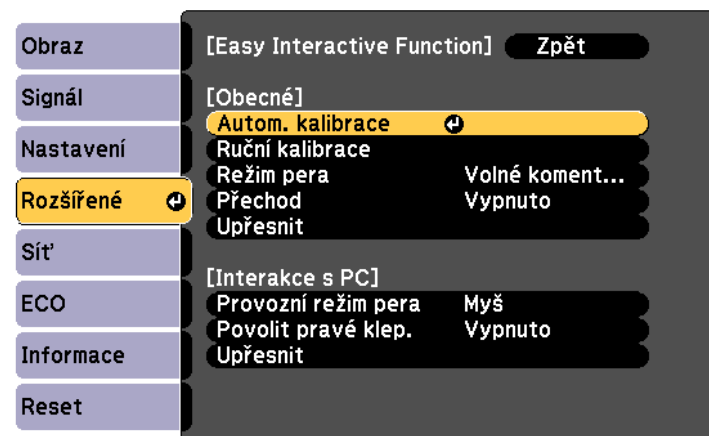 Obraz
Signál
Nastavení
Rozšířené
Síť
ECO
Informace
Reset
[Easy Interactive Function] Zpět
[Obecné]
Autom. kalibrace
Ruční kalibrace
Režim pera Volné koment...
Přechod Vypnuto
Upřesnit
[Interakce s PC]
Provozní režim pera Myš
Povolit pravé klep. Vypnuto
Upřesnit